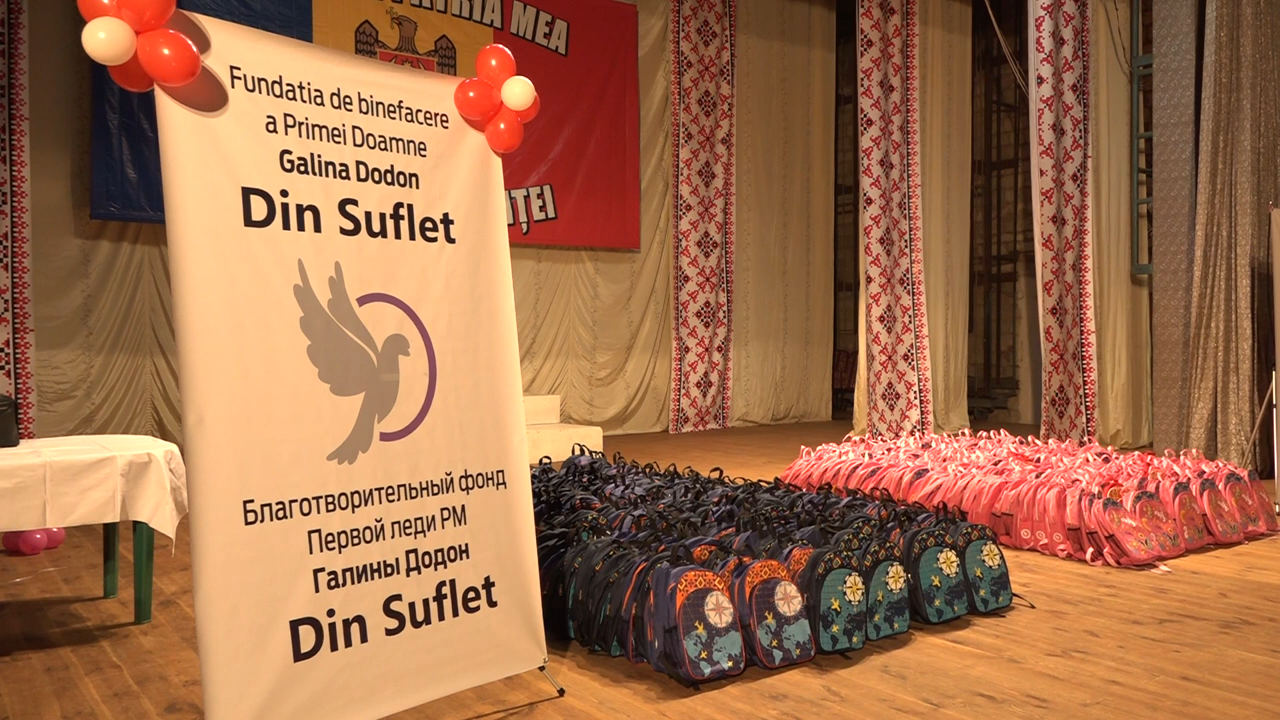 PATRIA MEA
Fundatia de binefacere
a Primei Doamne
Galina Dodon
Din Suflet
Благотворительный фонд
Первой леди РМ
Галины Додон
Din Suflet